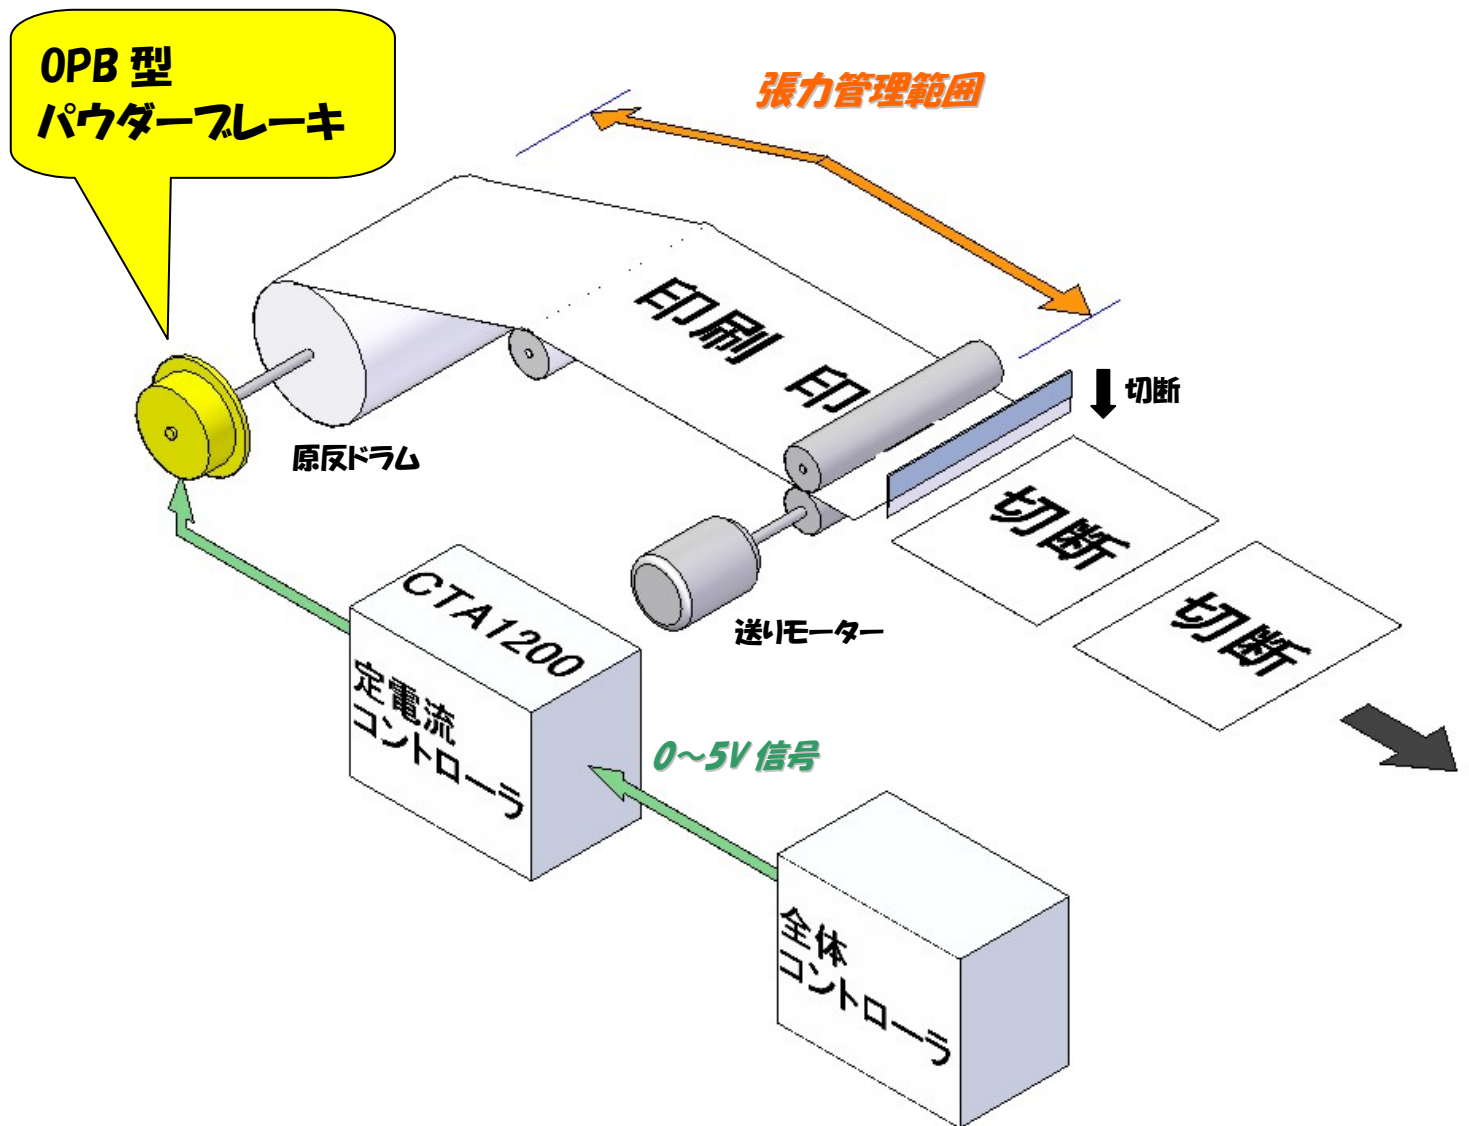 OPB 型
パウダーブレーキ
張力管理範囲
印刷 印
切断
原反ドラム
切断
切断
送りモーター
CTA1200
定電流
コントローラ
0～5V 信号
全体
コントローラ